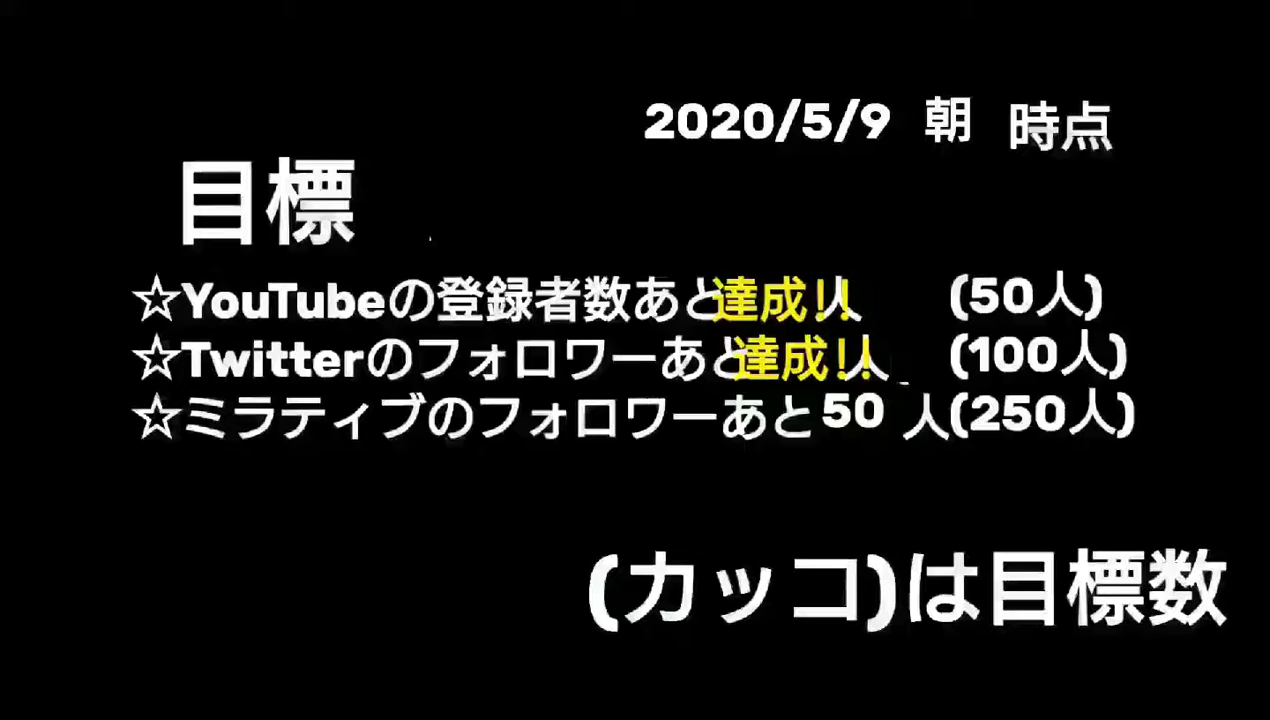 2020/5/9 朝 時点
目標
☆YouTubeの登録者数あと達成!!人 (50人)
☆Twitterのフォロワーあと達成!!人 (100人)
☆ミラティブのフォロワーあと50 人(250人)
(カッコ)は目標数